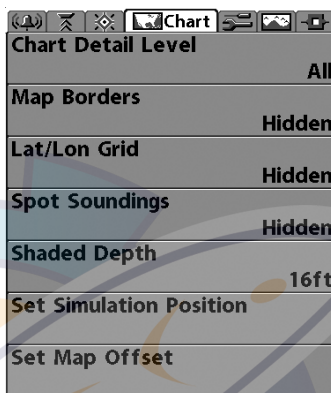 Chart
Chart Detail Level
All
Map Borders
Hidden
Lat/Lon Grid
Hidden
Spot Soundings
Hidden
Shaded Depth
16ft
Set Simulation Position
Set Map Offset